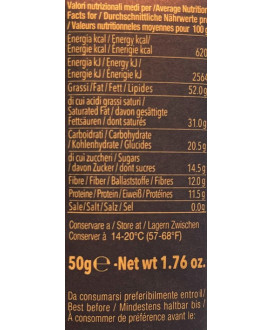 Valori nutrizionali medi per /Average Nutrition
Facts for / Durchschnittliche Nährwerte pro
/ Valeurs nutritionnelles moyennes pour 100 g
Energia kcal/ Energy kcal/
Energie kcal/ Energie kcal 620
Energia kJ / Energy kJ /
Energie kJ/ Energie kJ 2564
Grassi/Fat/ Fett/ Lipides 52.0g
di cui acidi grassi saturi /
Saturated Fat / davon gesättigte
Fettsäuren / dont saturés 31.0g
Carboidrati / Carbohydrate
/ Kohlenhydrate / Glucides 20.5g
di cui zuccheri / Sugars
/ davon Zucker / dont sucres 14.5g
Fibre / Fiber / Ballaststoffe / Fibres 12.0g
Proteine / Protein / Eiweiß / Protéines 11.5g
Sale/ Salt/ Salz/ Sel 0.0g
Conservare a / Store at / Lagern Zwischen
Conserver à 14-20°C (57-68°F)
50g℮ -Net wt 1.76 oz.
Da consumarsi preferibilmente entro il /
Best before / Mindestens haltbar bis /
À consommer de préférence avant le: